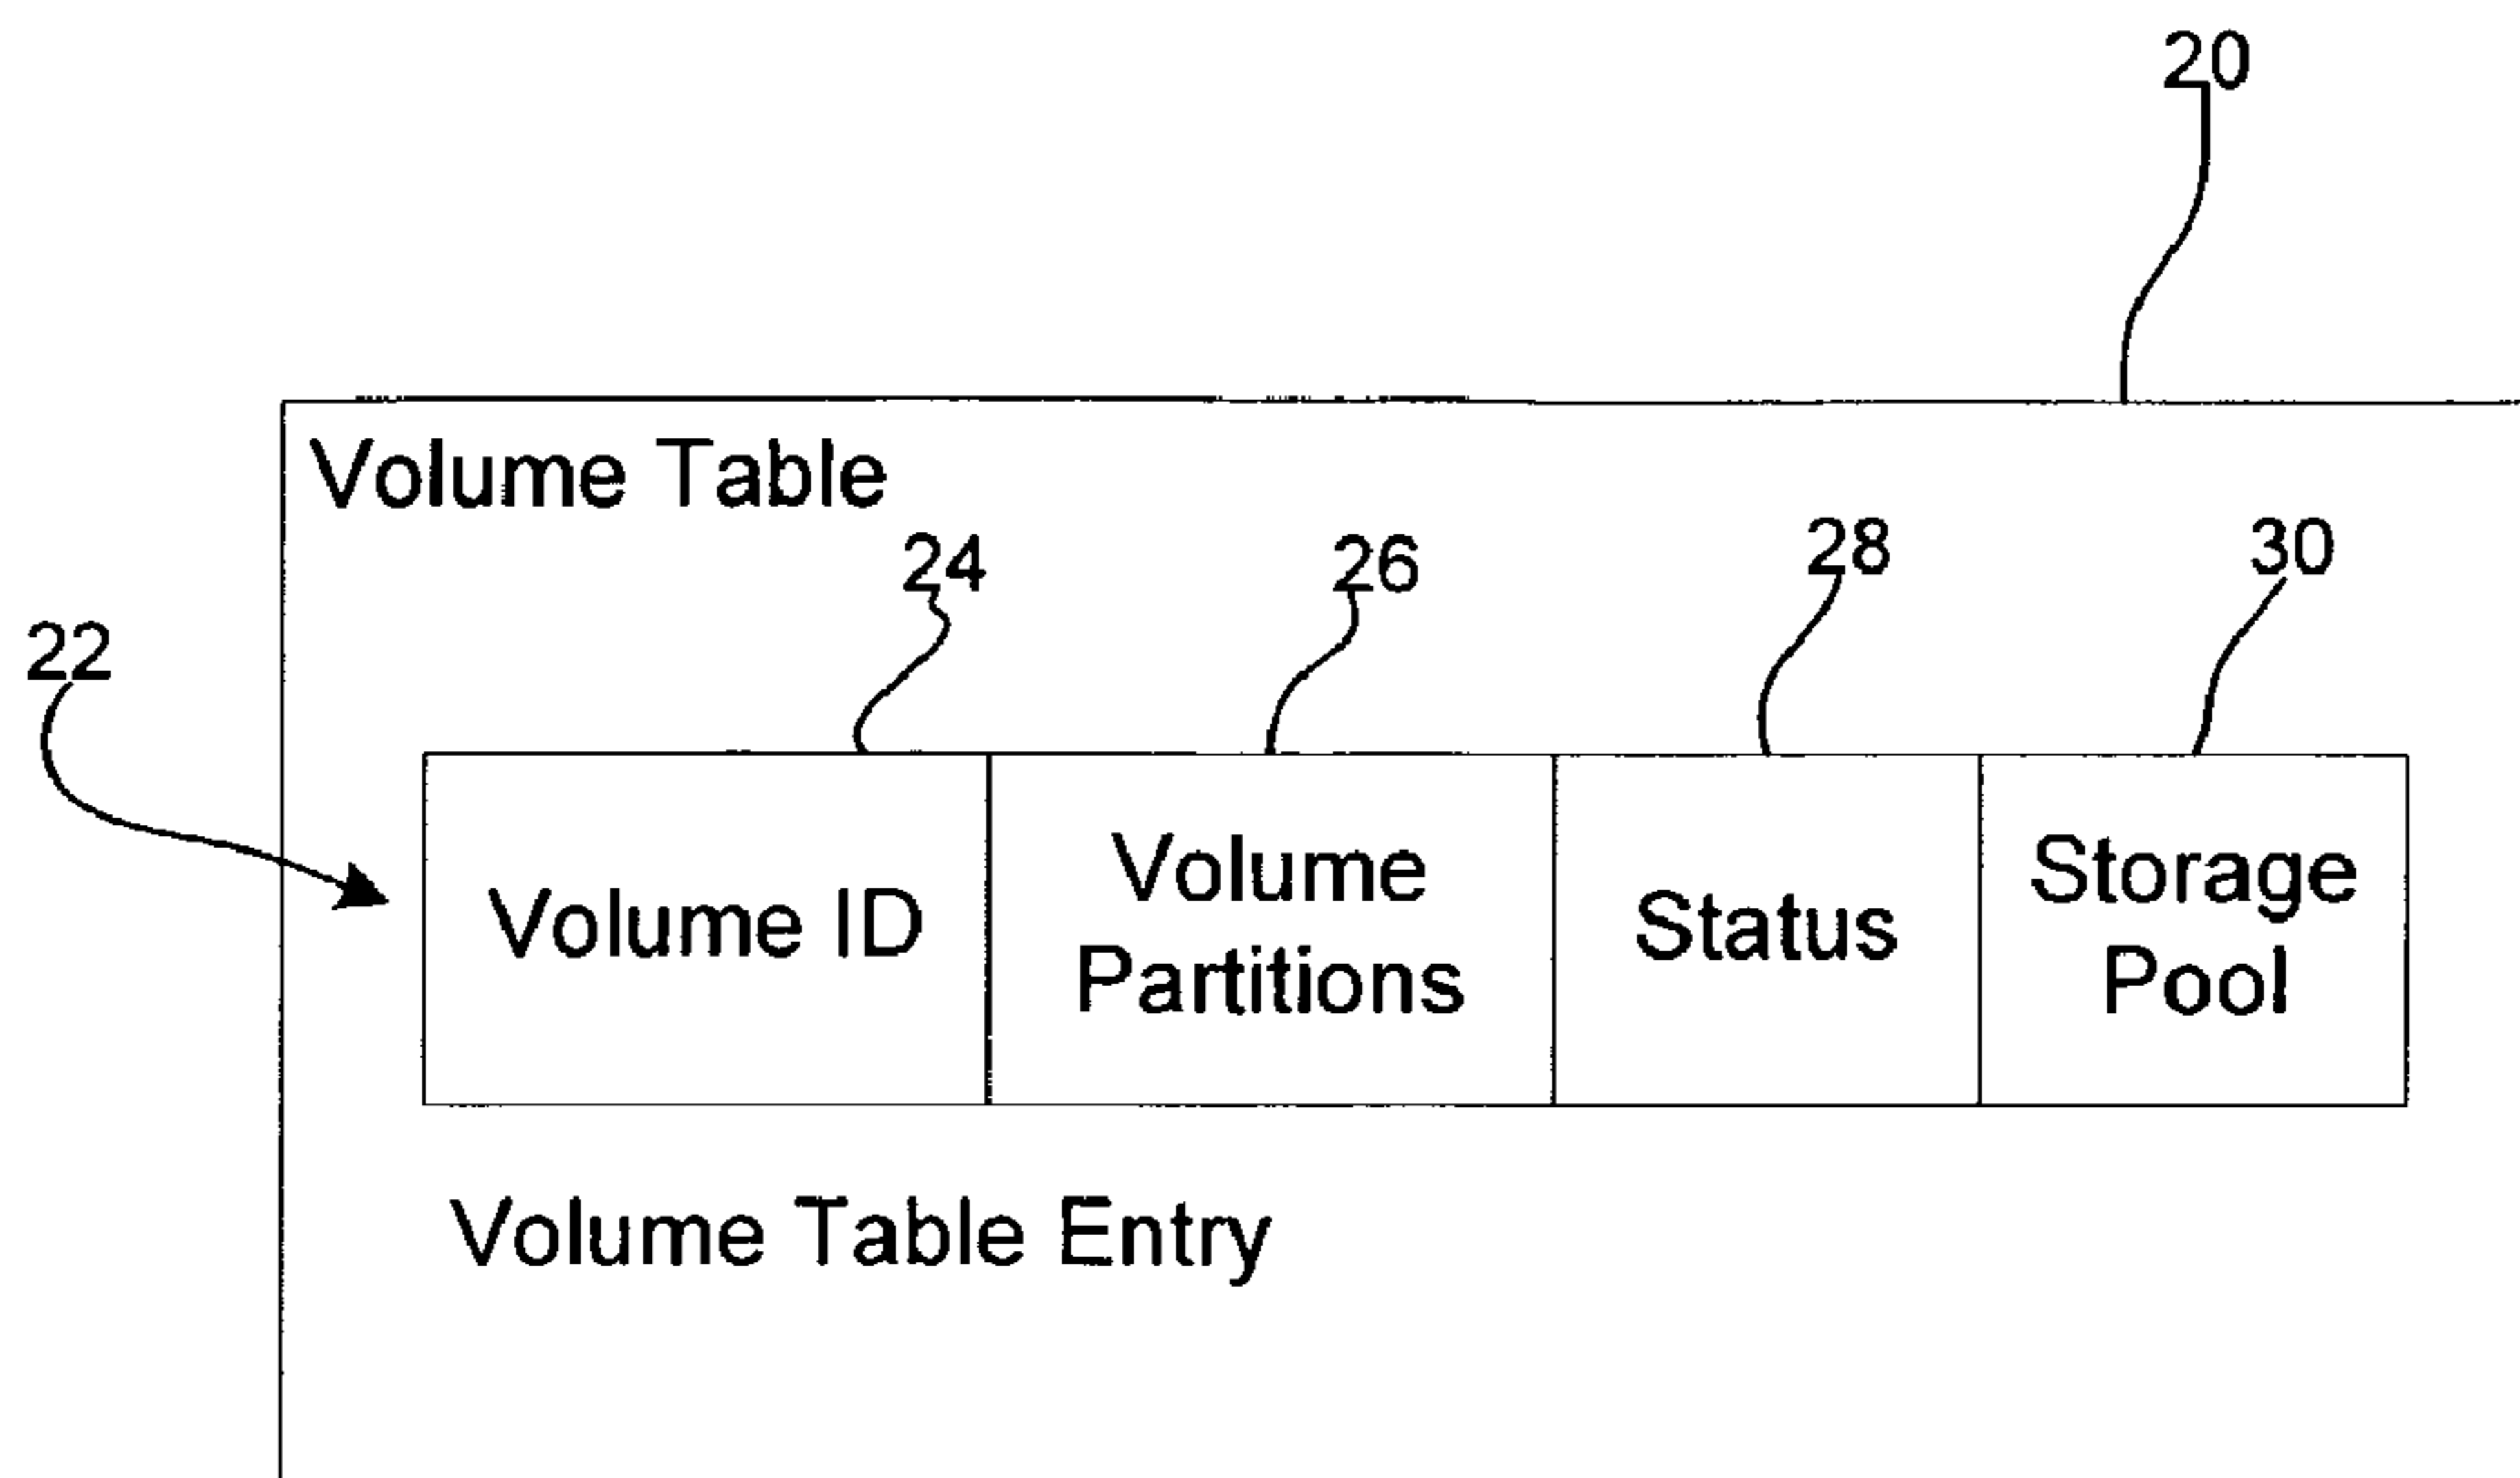 20
Volume Table
24
26
28
30
22
Volume ID
Volume
Partitions
Status
Storage
Pool
Volume Table Entry